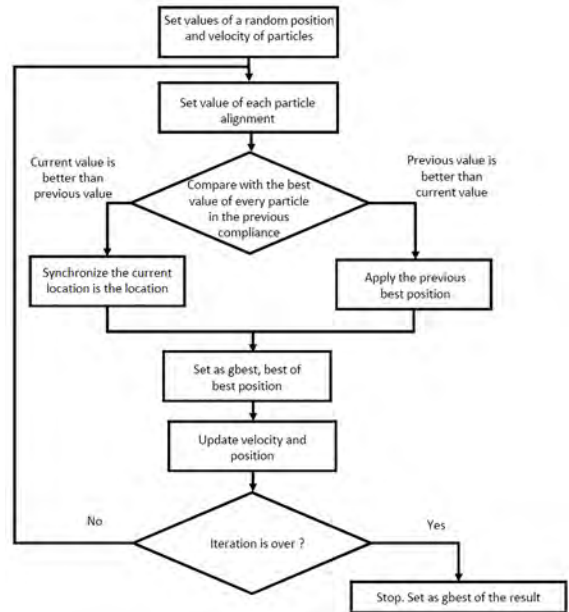 Set values of a random position
and velocity of particles
Set value of each particle
alignment
Current value is
better than
previous value
Previous value is
better than
current value
Compare with the best
value of every particle
in the previous
compliance
Synchronize the current
location is the location
Apply the previous
best position
Set as gbest, best of
best position
Update velocity and
position
No
Yes
Iteration is over ?
Stop. Set as gbest of the result